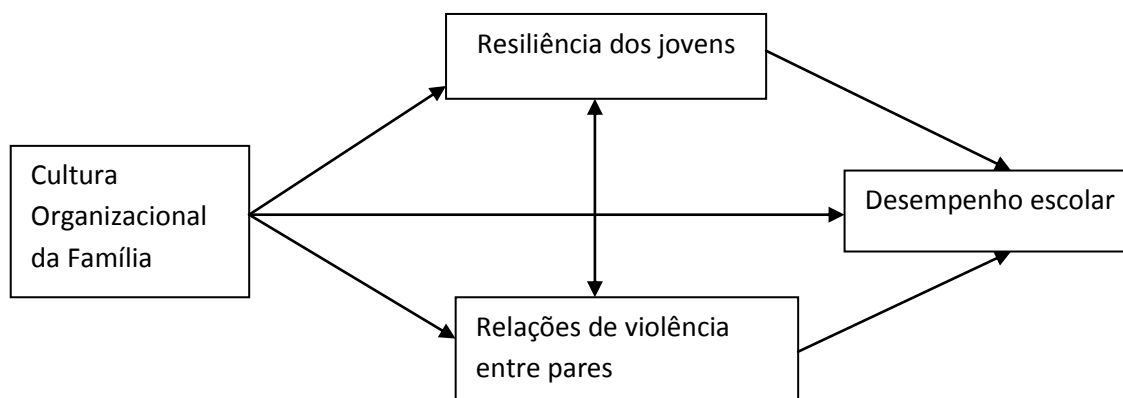 Resiliência dos jovens
Cultura
Organizacional
da Família
Desempenho escolar
Relações de violência
entre pares